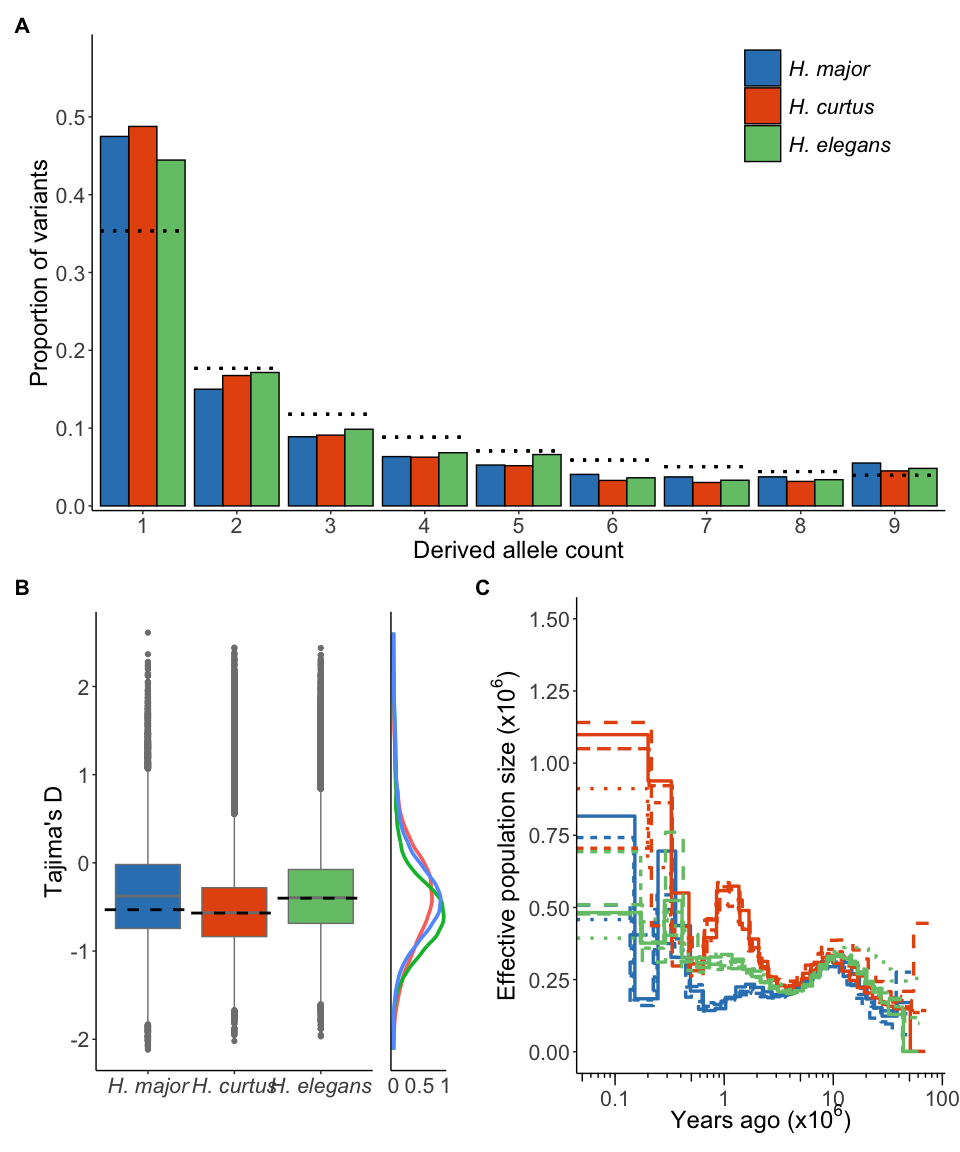 A
Proportion of variants
0.5
0.4
0.3
0.2
0.1
0.0
H. major
H. curtus
H. elegans
1 2 3 4 5 6 7 8 9
Derived allele count
B
Tajima's D
2
1
0
-1
-2
H. major H. curtus H. elegans
0 0.5 1
C
Effective population size (x10⁶)
1.50
1.25
1.00
0.75
0.50
0.25
0.00
0.1 1 10 100
Years ago (x10⁶)